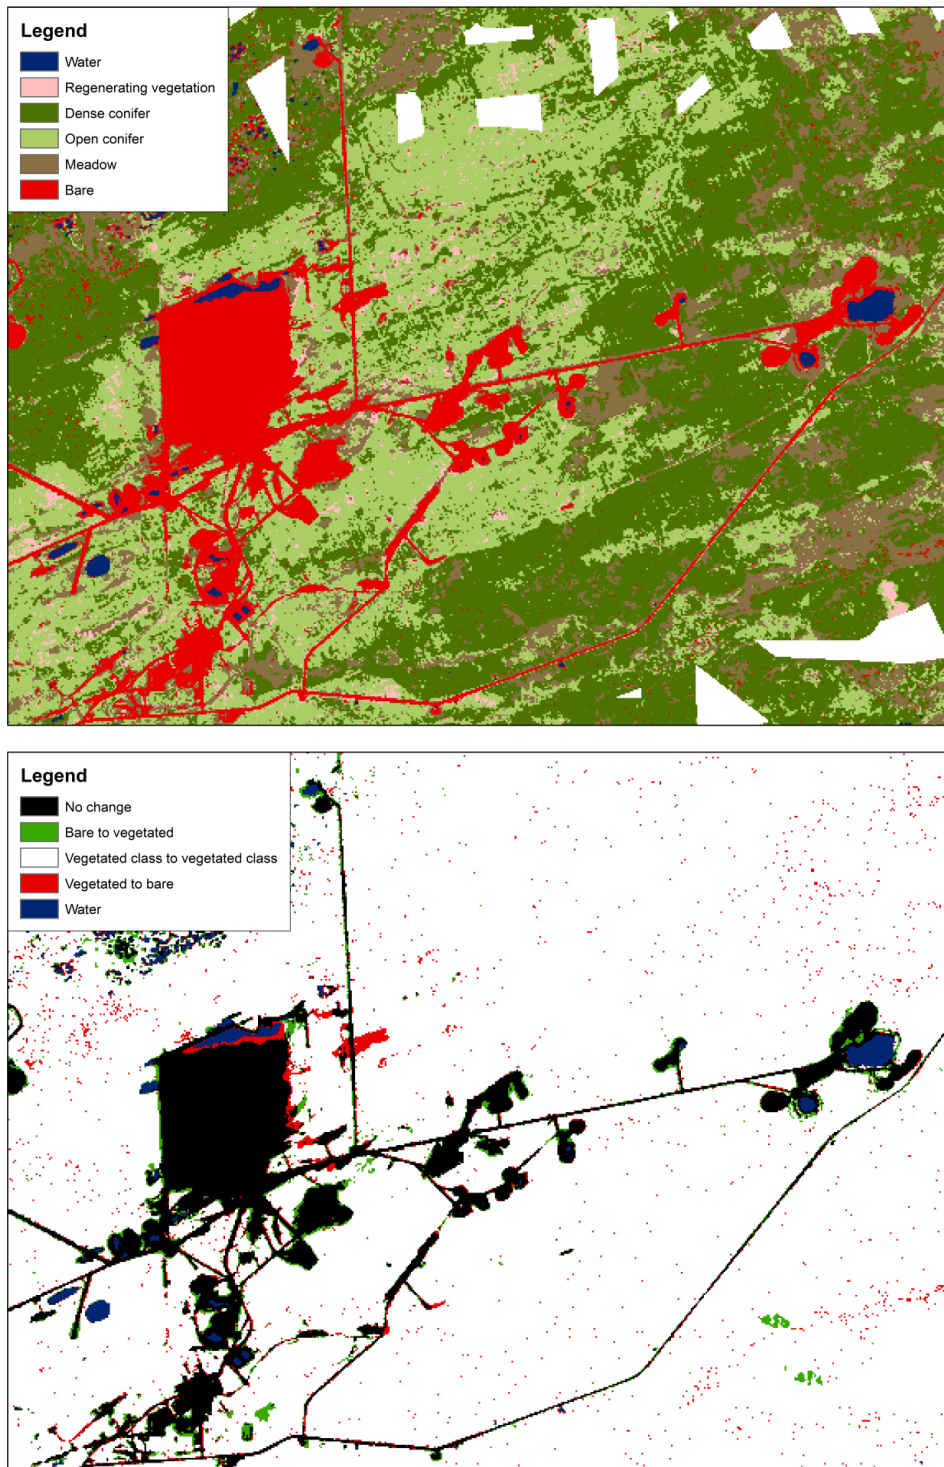 Legend
Water
Regenerating vegetation
Dense conifer
Open conifer
Meadow
Bare
Legend
No change
Bare to vegetated
Vegetated class to vegetated class
Vegetated to bare
Water